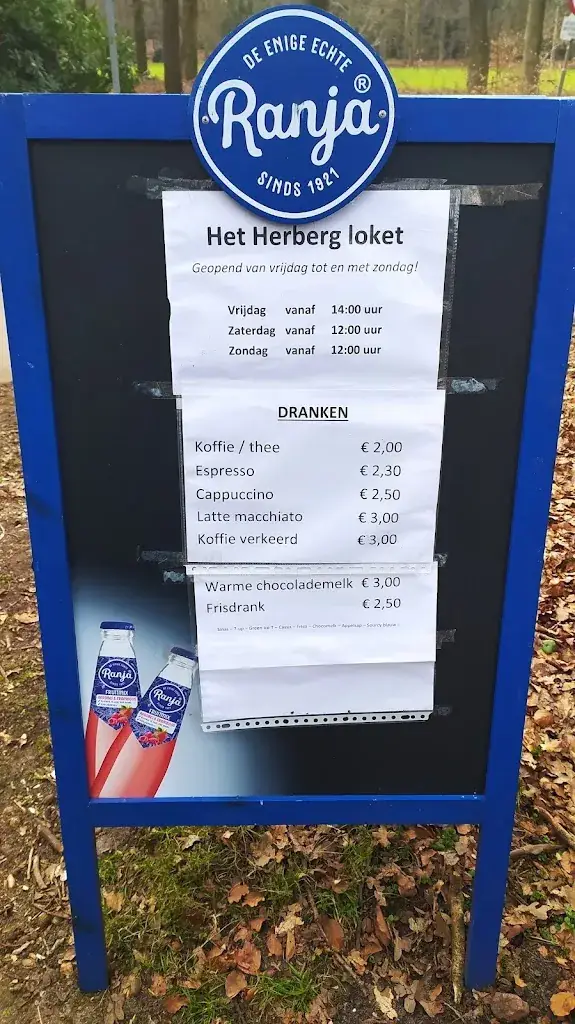 DE ENIGE ECHTE
Ranja®
SINDS 1921
Het Herberg loket
Geopend van vrijdag tot en met zondag!
Vrijdag vanaf 14:00 uur
Zaterdag vanaf 12:00 uur
Zondag vanaf 12:00 uur
DRANKEN
Koffie / thee € 2,00
Espresso € 2,30
Cappuccino € 2,50
Latte macchiato € 3,00
Koffie verkeerd € 3,00
Warme chocolademelk € 3,00
Frisdrank € 2,50
Ranja
FRUITMIX
Ranja
FRUITMIX